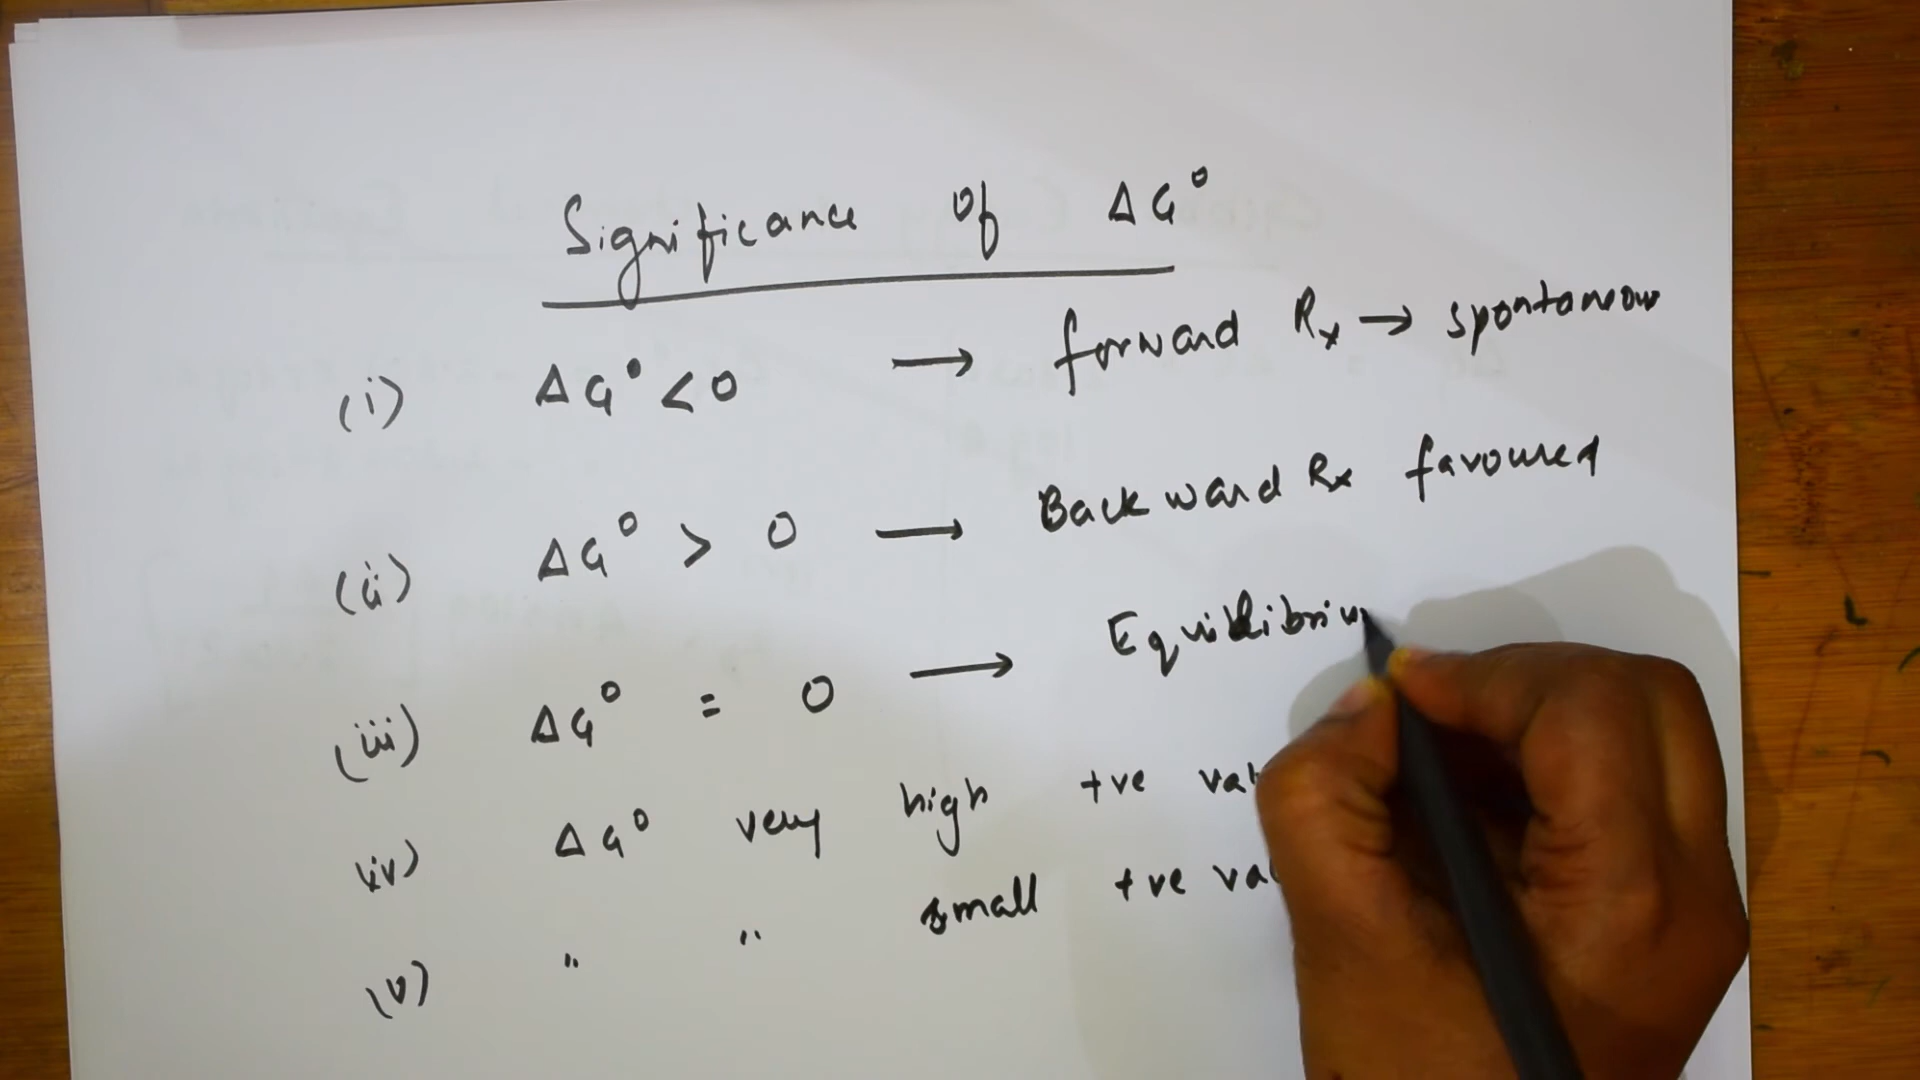 Significance of ΔG°
(i) ΔG° < 0 → forward Rx → spontaneous
(ii) ΔG° > 0 → Backward Rx favoured
(iii) ΔG° = 0 →
(iv) ΔG° very high +ve
(v) " " small +ve